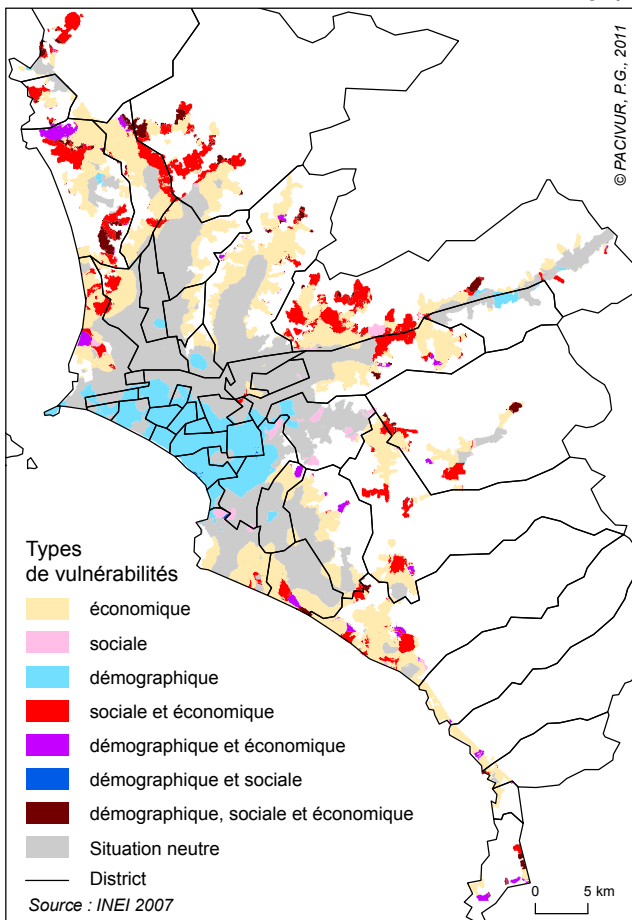 © PACIVUR, P.G., 2011
Types
de vulnérabilités
économique
sociale
démographique
sociale et économique
démographique et économique
démographique et sociale
démographique, sociale et économique
Situation neutre
District
Source : INEI 2007
0 5 km